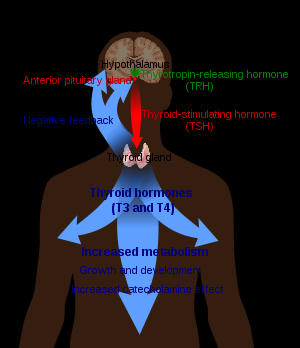 Hypothalamus
Anterior pituitary gland
Thyrotropin-releasing hormone
(TRH)
Negative feedback
Thyroid-stimulating hormone
(TSH)
Thyroid gland
Thyroid hormones
(T3 and T4)
Increased metabolism
Growth and development
Increased catecholamine effect